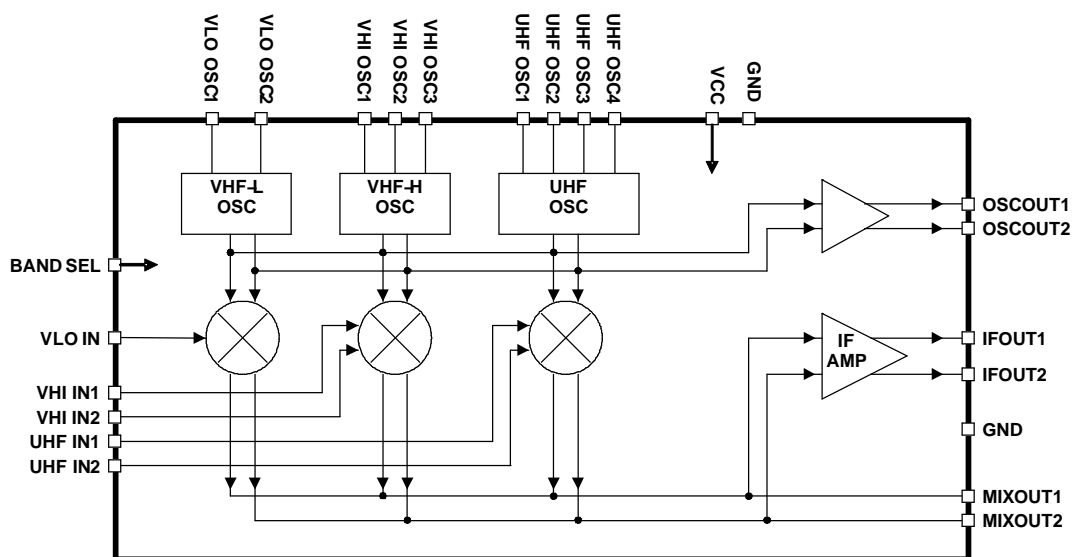 VLO OSC1
VLO OSC2
VHI OSC1
VHI OSC2
VHI OSC3
UHF OSC1
UHF OSC2
UHF OSC3
UHF OSC4
VCC
GND
VHF-L
OSC
VHF-H
OSC
UHF
OSC
OSCOUT1
OSCOUT2
BAND SEL
VLO IN
IF
AMP
IFOUT1
IFOUT2
VHI IN1
VHI IN2
UHF IN1
UHF IN2
GND
MIXOUT1
MIXOUT2